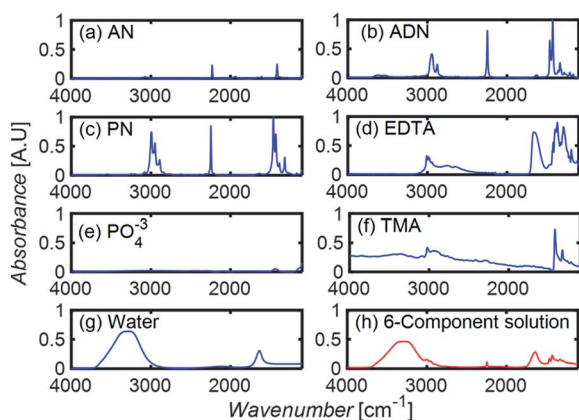 (a) AN
(b) ADN
1
0.5
0
4000 3000 2000
1
0.5
0
4000 3000 2000
(c) PN
(d) EDTA
1
0.5
0
4000 3000 2000
1
0.5
0
4000 3000 2000
(e) PO₄⁻³
(f) TMA
1
0.5
0
4000 3000 2000
1
0.5
0
4000 3000 2000
(g) Water
(h) 6-Component solution
1
0.5
0
4000 3000 2000
1
0.5
0
4000 3000 2000
Absorbance [A.U]
Wavenumber [cm⁻¹]